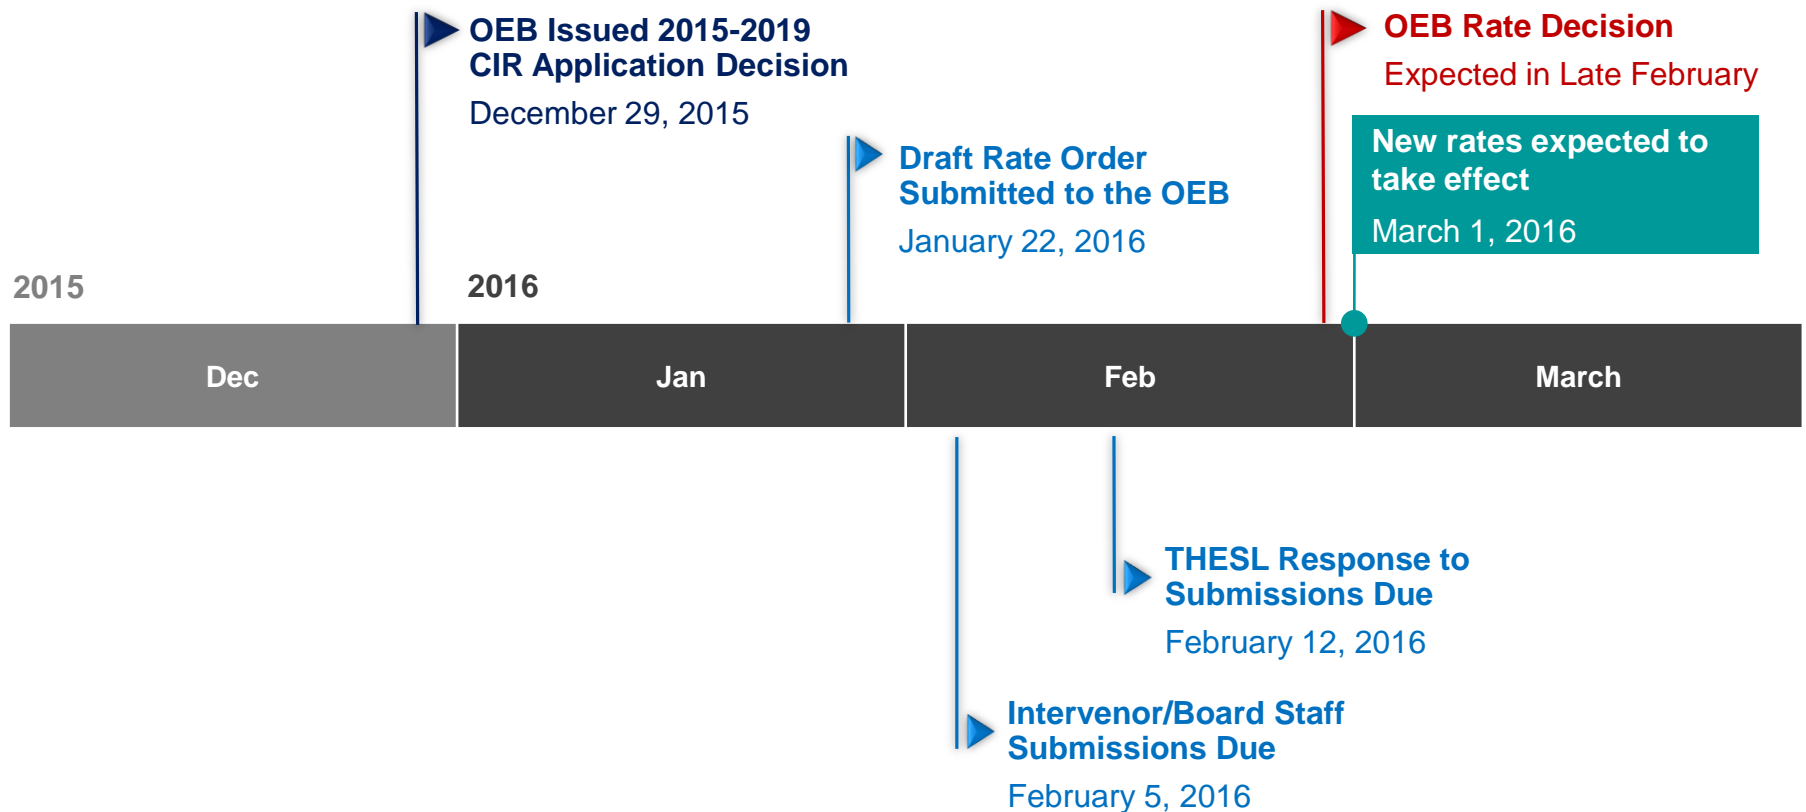 OEB Issued 2015-2019
CIR Application Decision
December 29, 2015
OEB Rate Decision
Expected in Late February
Draft Rate Order
Submitted to the OEB
January 22, 2016
New rates expected to
take effect
March 1, 2016
2015
2016
Dec
Jan
Feb
March
THESL Response to
Submissions Due
February 12, 2016
Intervenor/Board Staff
Submissions Due
February 5, 2016